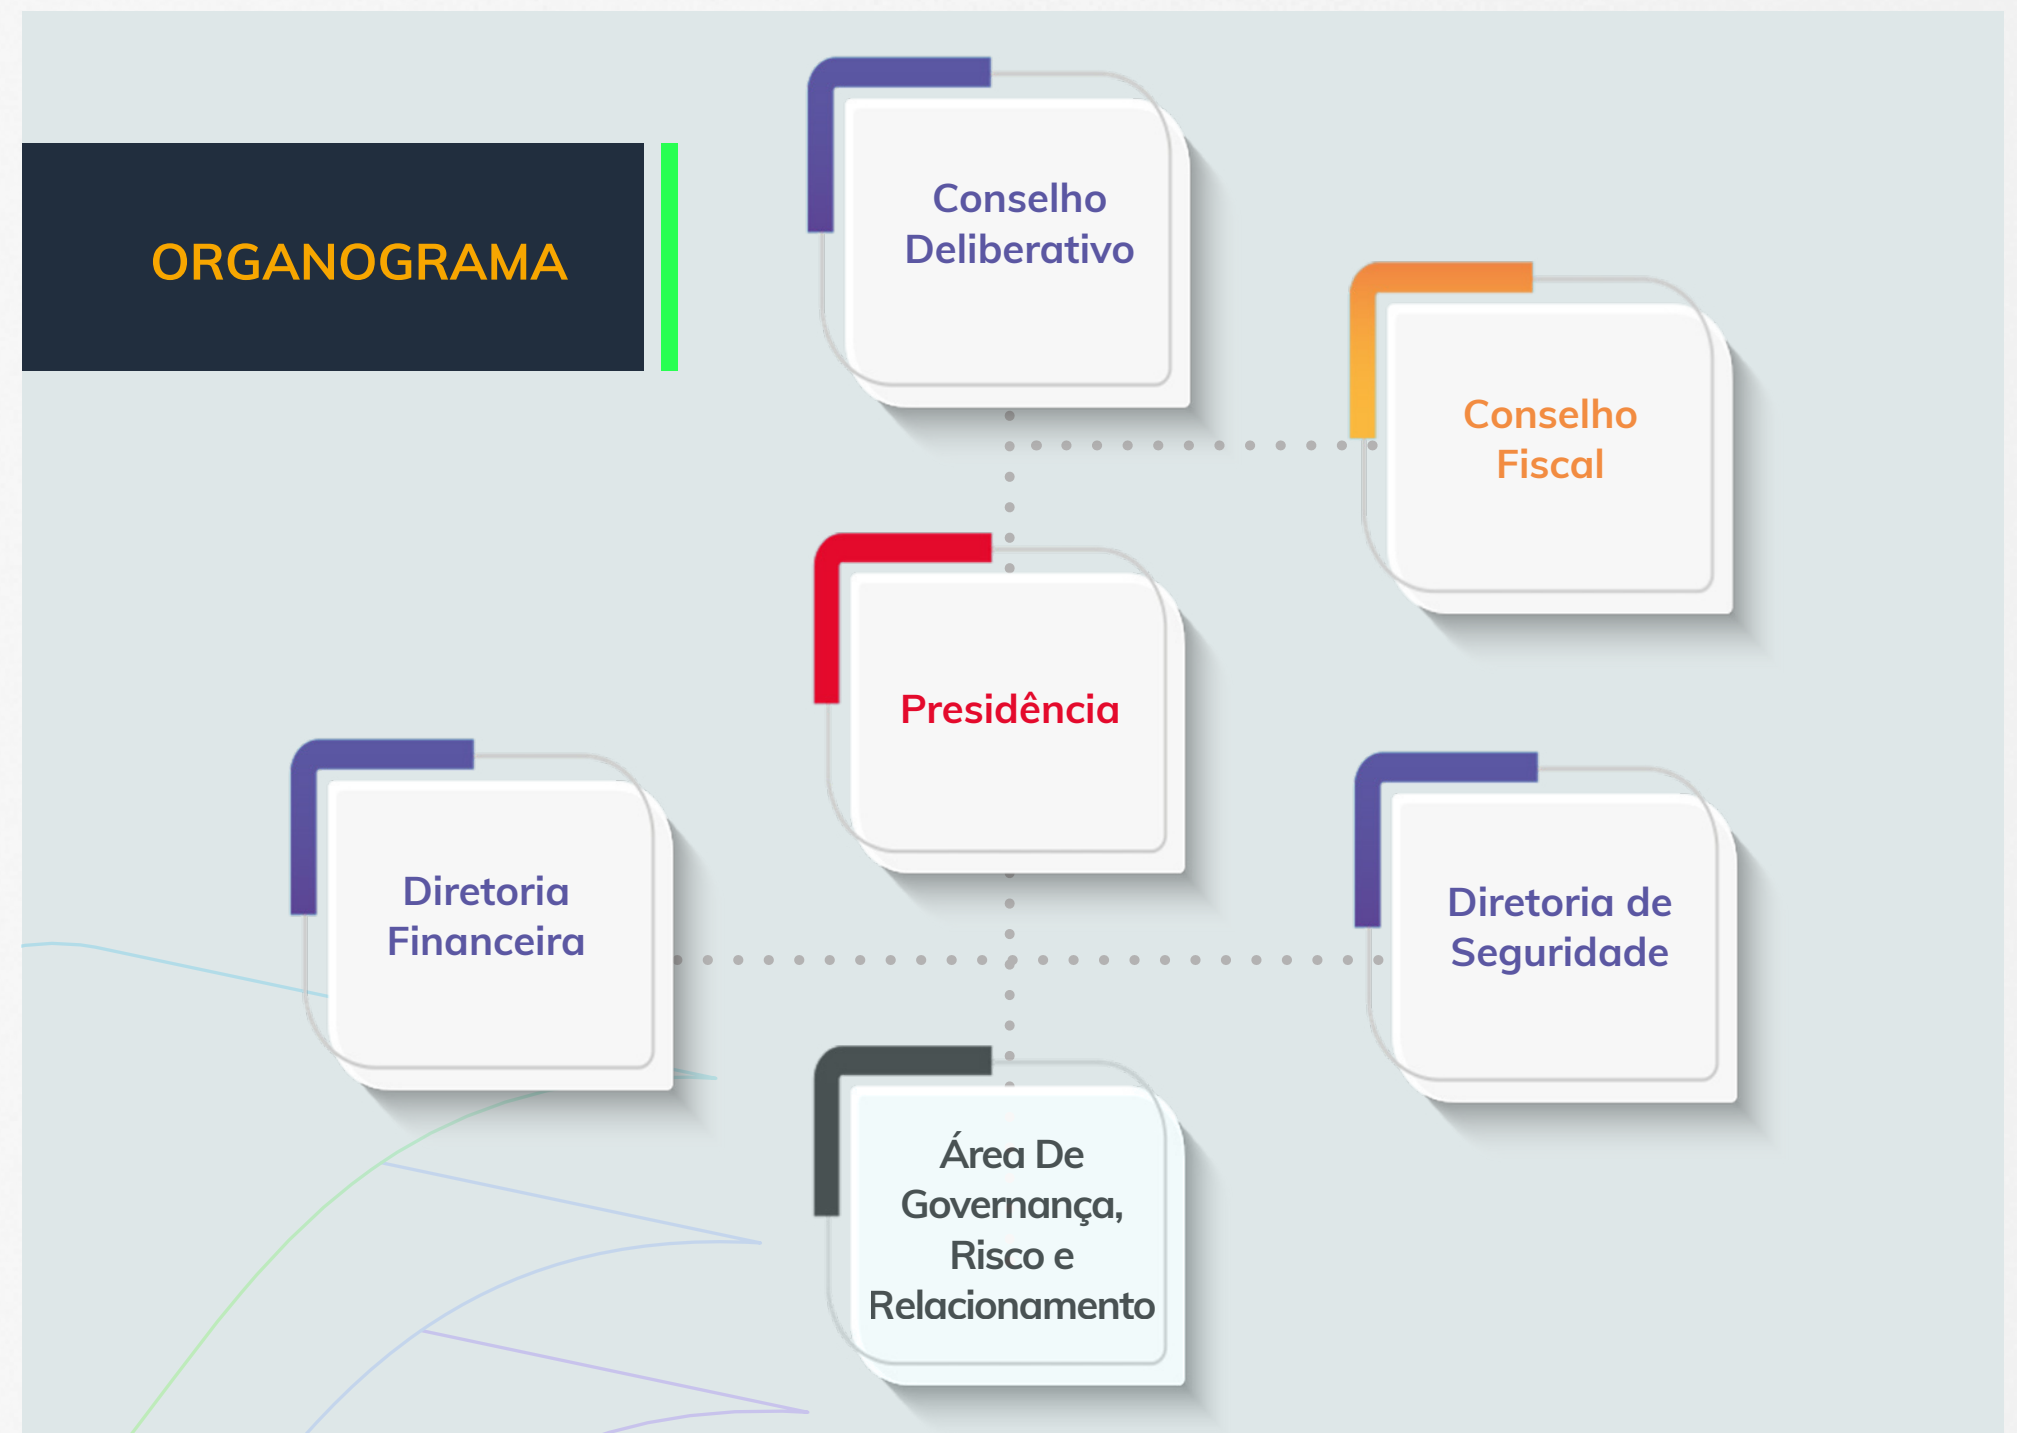 ORGANOGRAMA
Conselho
Deliberativo
Conselho
Fiscal
Presidência
Diretoria
Financeira
Diretoria de
Seguridade
Área De
Governança,
Risco e
Relacionamento